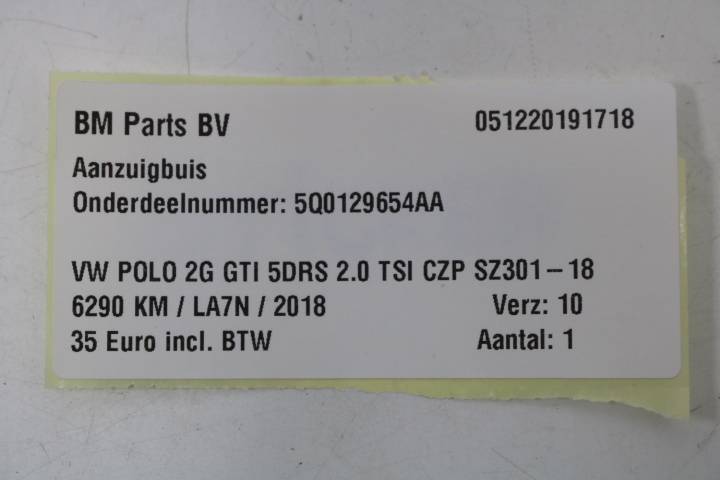 BM Parts BV 051220191718
Aanzuigbuis
Onderdeelnummer: 5Q0129654AA
VW POLO 2G GTI 5DRS 2.0 TSI CZP SZ301-18
6290 KM / LA7N / 2018 Verz: 10
35 Euro incl. BTW Aantal: 1